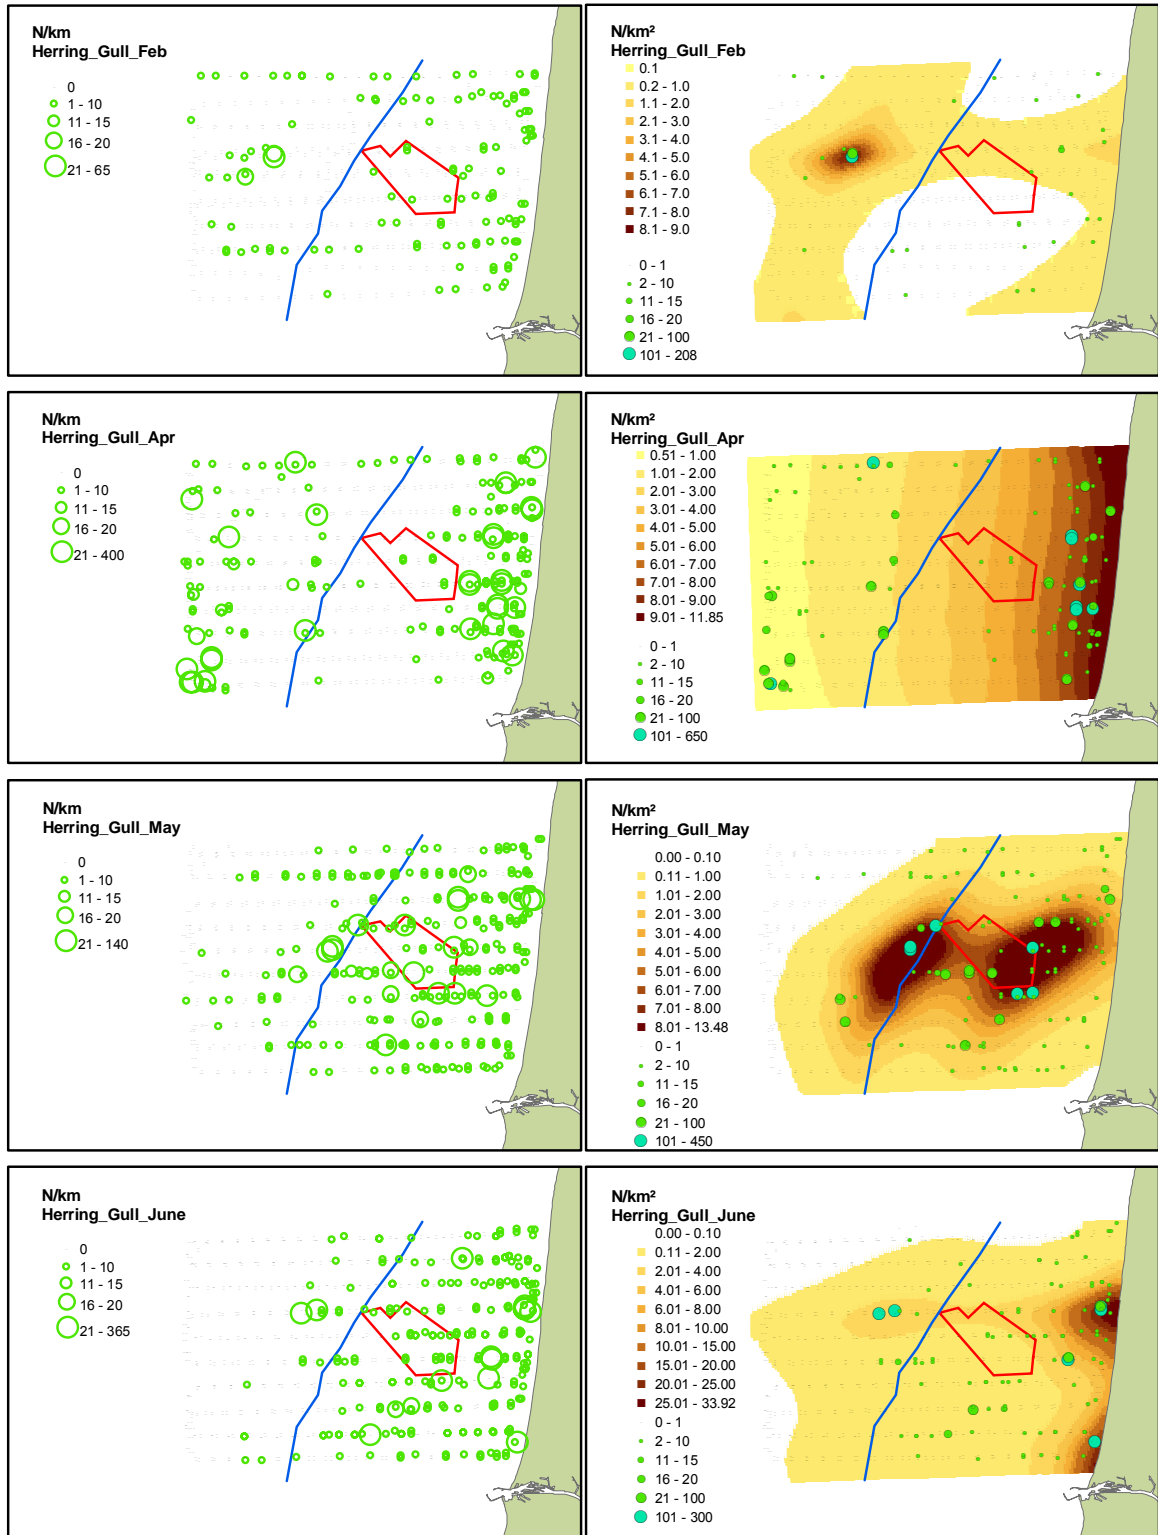 N/km
Herring_Gull_Feb
0
1 - 10
11 - 15
16 - 20
21 - 65
N/km²
Herring_Gull_Feb
0.1
0.2 - 1.0
1.1 - 2.0
2.1 - 3.0
3.1 - 4.0
4.1 - 5.0
5.1 - 6.0
6.1 - 7.0
7.1 - 8.0
8.1 - 9.0
0 - 1
2 - 10
11 - 15
16 - 20
21 - 100
101 - 208
N/km
Herring_Gull_Apr
0
1 - 10
11 - 15
16 - 20
21 - 400
N/km²
Herring_Gull_Apr
0.51 - 1.00
1.01 - 2.00
2.01 - 3.00
3.01 - 4.00
4.01 - 5.00
5.01 - 6.00
6.01 - 7.00
7.01 - 8.00
8.01 - 9.00
9.01 - 11.85
0 - 1
2 - 10
11 - 15
16 - 20
21 - 100
101 - 650
N/km
Herring_Gull_May
0
1 - 10
11 - 15
16 - 20
21 - 140
N/km²
Herring_Gull_May
0.00 - 0.10
0.11 - 1.00
1.01 - 2.00
2.01 - 3.00
3.01 - 4.00
4.01 - 5.00
5.01 - 6.00
6.01 - 7.00
7.01 - 8.00
8.01 - 13.48
0 - 1
2 - 10
11 - 15
16 - 20
21 - 100
101 - 450
N/km
Herring_Gull_June
0
1 - 10
11 - 15
16 - 20
21 - 365
N/km²
Herring_Gull_June
0.00 - 0.10
0.11 - 2.00
2.01 - 4.00
4.01 - 6.00
6.01 - 8.00
8.01 - 10.00
10.01 - 15.00
15.01 - 20.00
20.01 - 25.00
25.01 - 33.92
0 - 1
2 - 10
11 - 15
16 - 20
21 - 100
101 - 300